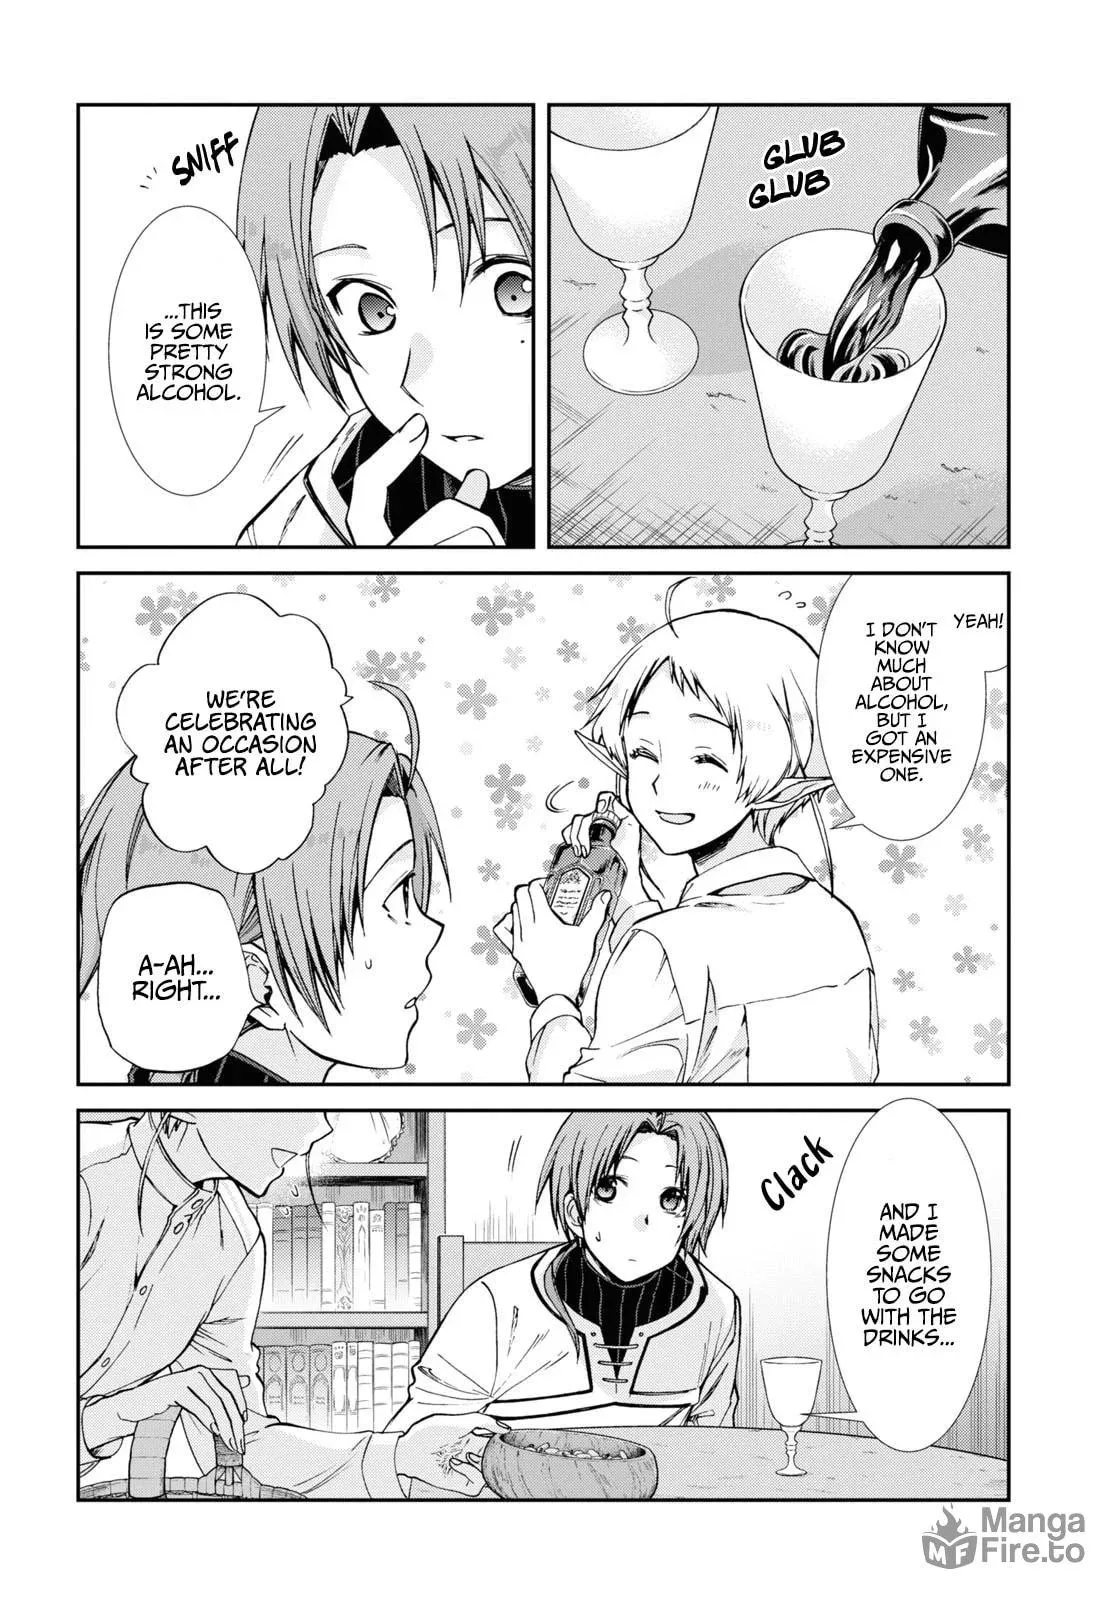 GLUB
GLUB
SNIFF
...THIS
IS SOME
PRETTY
STRONG
ALCOHOL.
YEAH!
I DON'T
KNOW
MUCH
ABOUT
ALCOHOL,
BUT I
GOT AN
EXPENSIVE
ONE.
WE'RE
CELEBRATING
AN OCCASION
AFTER ALL!
A-AH...
RIGHT...
Clack
AND I
MADE
SOME
SNACKS
TO GO
WITH THE
DRINKS...
MF
Manga
Fire.to